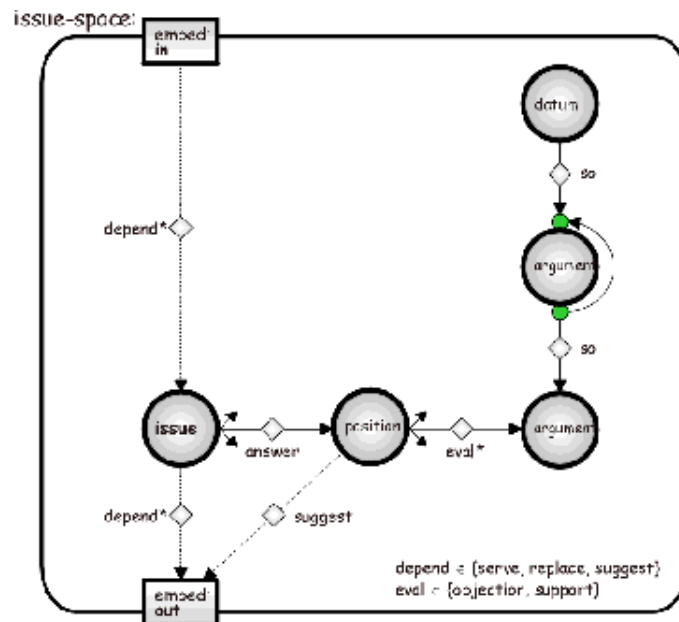 issue-space:
embed:
in
datum
so
depend*
argument
so
issue
position
argument
answer
eval*
depend*
suggest
embed:
out
depend ∈ {serve, replace, suggest}
eval ∈ {objection, support}